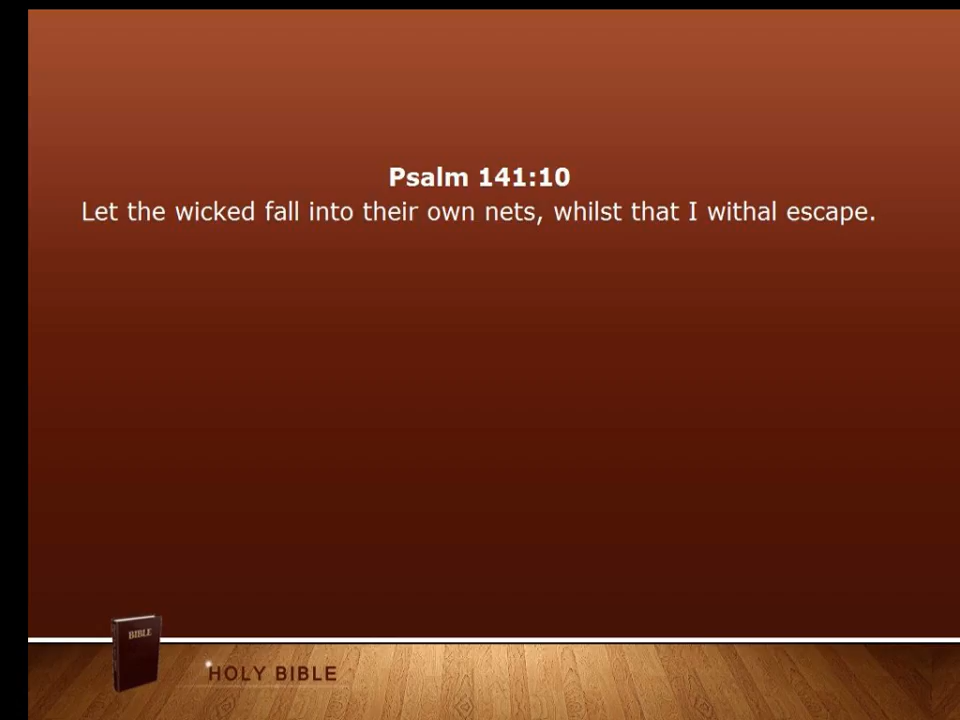 Psalm 141:10
Let the wicked fall into their own nets, whilst that I withal escape.
BIBLE
HOLY BIBLE